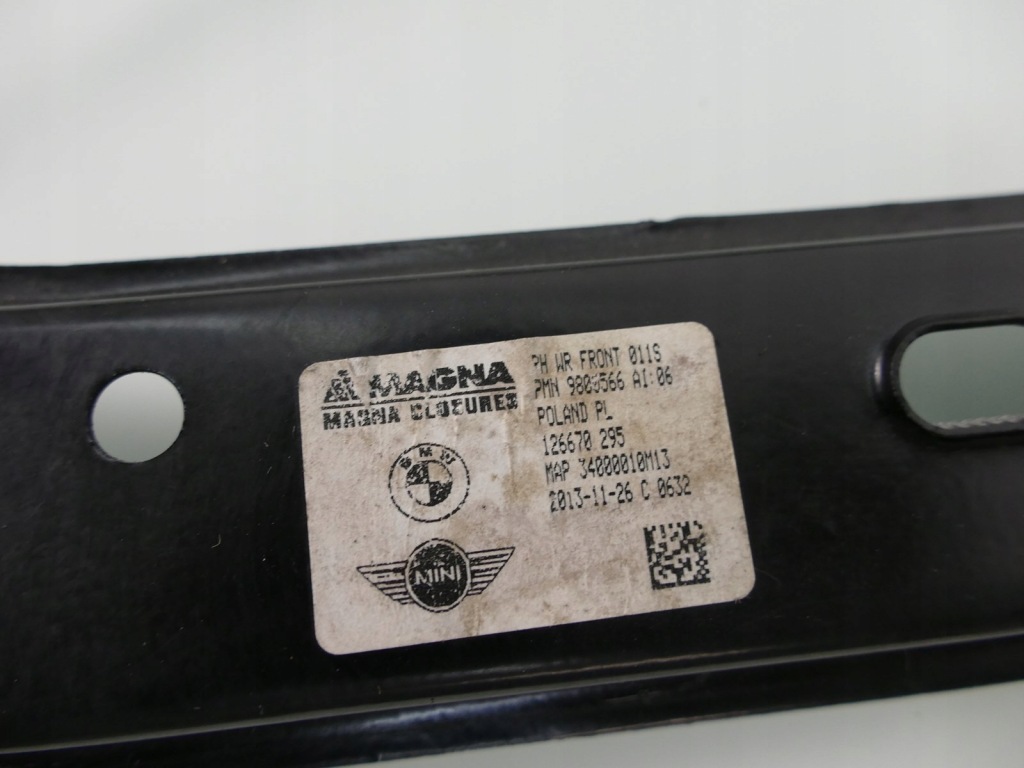 MAGNA
MAGNA CLOSURES
BMW
MINI
PH WR FRONT 011S
PMN AI:06
POLAND PL
126670 295
MAP 34000010M13
2013-11-26 C 0632